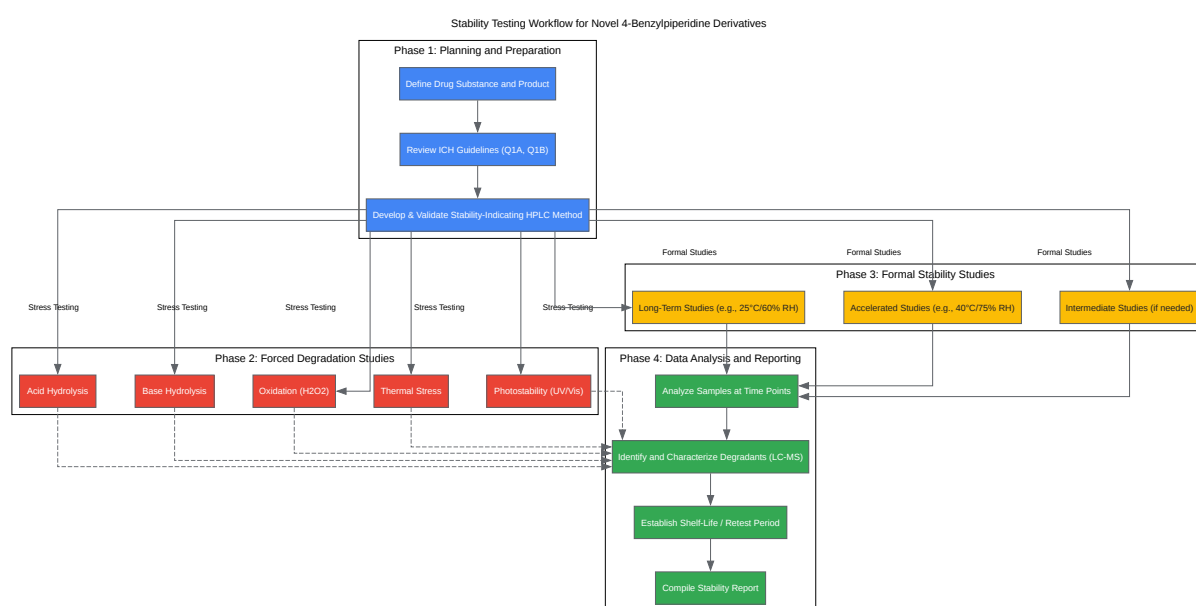 Stability Testing Workflow for Novel 4-Benzylpiperidine Derivatives
Phase 1: Planning and Preparation
Define Drug Substance and Product
Review ICH Guidelines (Q1A, Q1B)
Develop & Validate Stability-Indicating HPLC Method
Formal Studies
Formal Studies
Formal Studies
Phase 3: Formal Stability Studies
Stress Testing
Stress Testing
Stress Testing
Stress Testing
Stress Testing
Long-Term Studies (e.g., 25°C/60% RH)
Accelerated Studies (e.g., 40°C/75% RH)
Intermediate Studies (if needed)
Phase 2: Forced Degradation Studies
Phase 4: Data Analysis and Reporting
Acid Hydrolysis
Base Hydrolysis
Oxidation (H2O2)
Thermal Stress
Photostability (UV/Vis)
Analyze Samples at Time Points
Identify and Characterize Degradants (LC-MS)
Establish Shelf-Life / Retest Period
Compile Stability Report